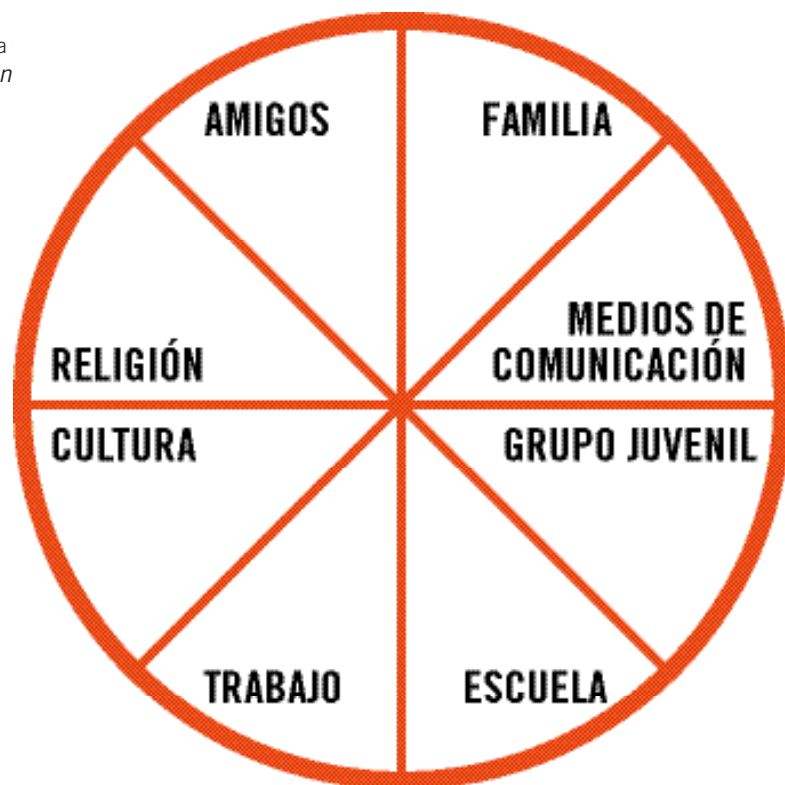 a
n
AMIGOS
FAMILIA
MEDIOS DE
COMUNICACIÓN
RELIGIÓN
CULTURA
GRUPO JUVENIL
TRABAJO
ESCUELA